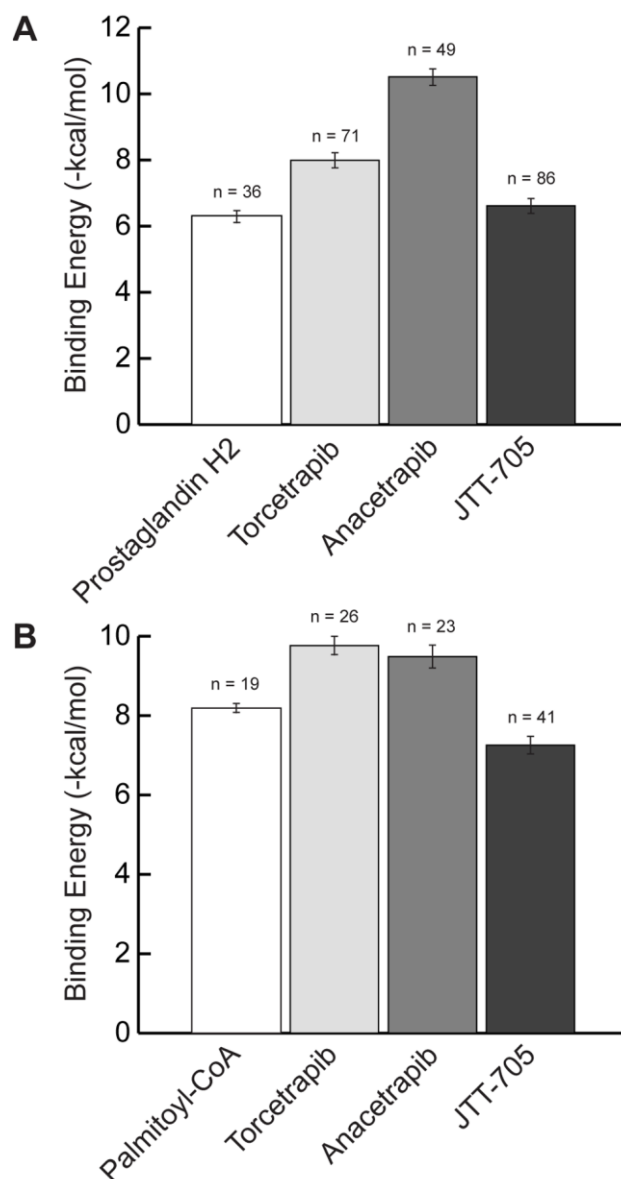 A
Binding Energy (-kcal/mol)
12
10
8
6
4
2
0
n = 36
n = 71
n = 49
n = 86
Prostaglandin H2
Torcetrapib
Anacetrapib
JTT-705
B
Binding Energy (-kcal/mol)
10
8
6
4
2
0
n = 19
n = 26
n = 23
n = 41
Palmitoyl-CoA
Torcetrapib
Anacetrapib
JTT-705